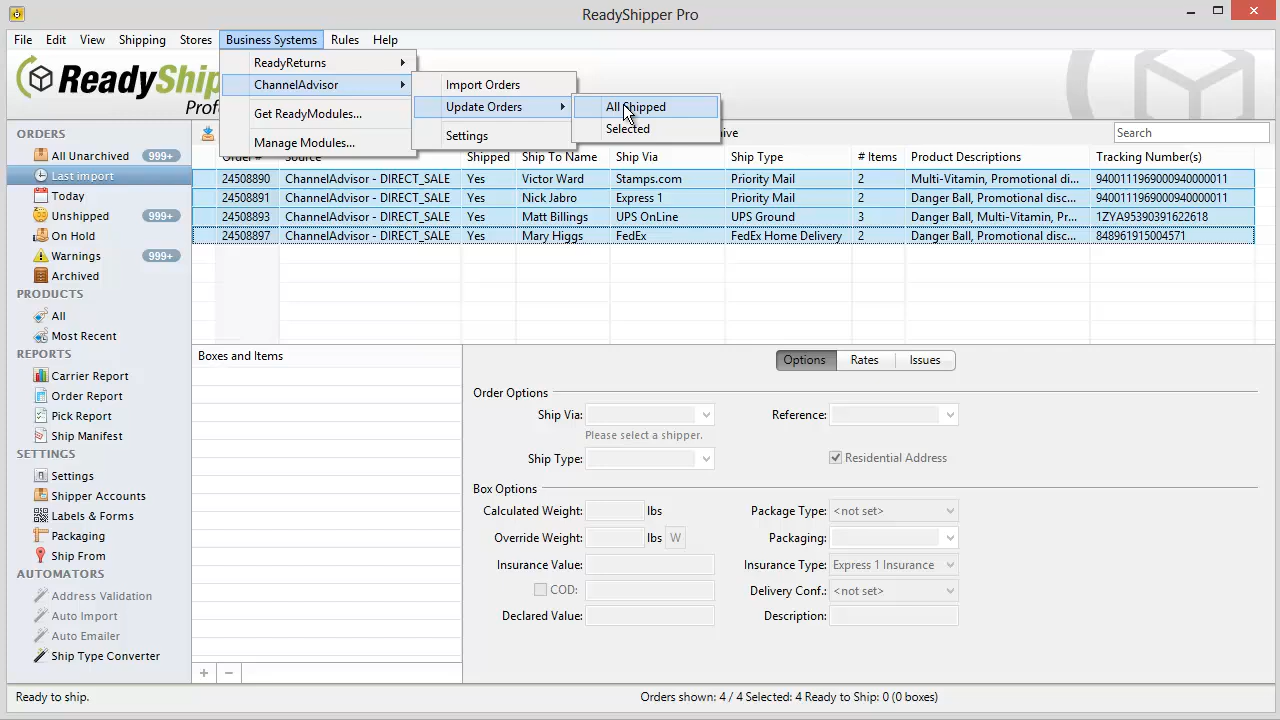 ReadyShipper Pro
File Edit View Shipping Stores Business Systems Rules Help
ReadyReturns
ChannelAdvisor
Get ReadyModules...
Manage Modules...
Import Orders
Update Orders
Settings
All Shipped
Selected
ReadyShip
Search
ORDERS
All Unarchived 999+
Last import
Today
Unshipped 999+
On Hold
Warnings 999+
Archived
PRODUCTS
All
Most Recent
REPORTS
Carrier Report
Order Report
Pick Report
Ship Manifest
SETTINGS
Settings
Shipper Accounts
Labels & Forms
Packaging
Ship From
AUTOMATORS
Address Validation
Auto Import
Auto Emailer
Ship Type Converter
Order # Source Shipped Ship To Name Ship Via Ship Type # Items Product Descriptions Tracking Number(s)
24508890 ChannelAdvisor - DIRECT_SALE Yes Victor Ward Stamps.com Priority Mail 2 Multi-Vitamin, Promotional di... 9400111969000940000011
24508891 ChannelAdvisor - DIRECT_SALE Yes Nick Jabro Express 1 Priority Mail 2 Danger Ball, Promotional disc... 9400111969000940000011
24508893 ChannelAdvisor - DIRECT_SALE Yes Matt Billings UPS OnLine UPS Ground 3 Danger Ball, Multi-Vitamin, Pr... 1ZYA95390391622618
24508897 ChannelAdvisor - DIRECT_SALE Yes Mary Higgs FedEx FedEx Home Delivery 2 Danger Ball, Promotional disc... 848961915004571
Boxes and Items
Options Rates Issues
Order Options
Ship Via: Reference:
Please select a shipper.
Ship Type: Residential Address
Box Options
Calculated Weight: lbs Package Type: <not set>
Override Weight: lbs W Packaging:
Insurance Value: Insurance Type: Express 1 Insurance
COD: Delivery Conf.: <not set>
Declared Value: Description:
Ready to ship. Orders shown: 4 / 4 Selected: 4 Ready to Ship: 0 (0 boxes)